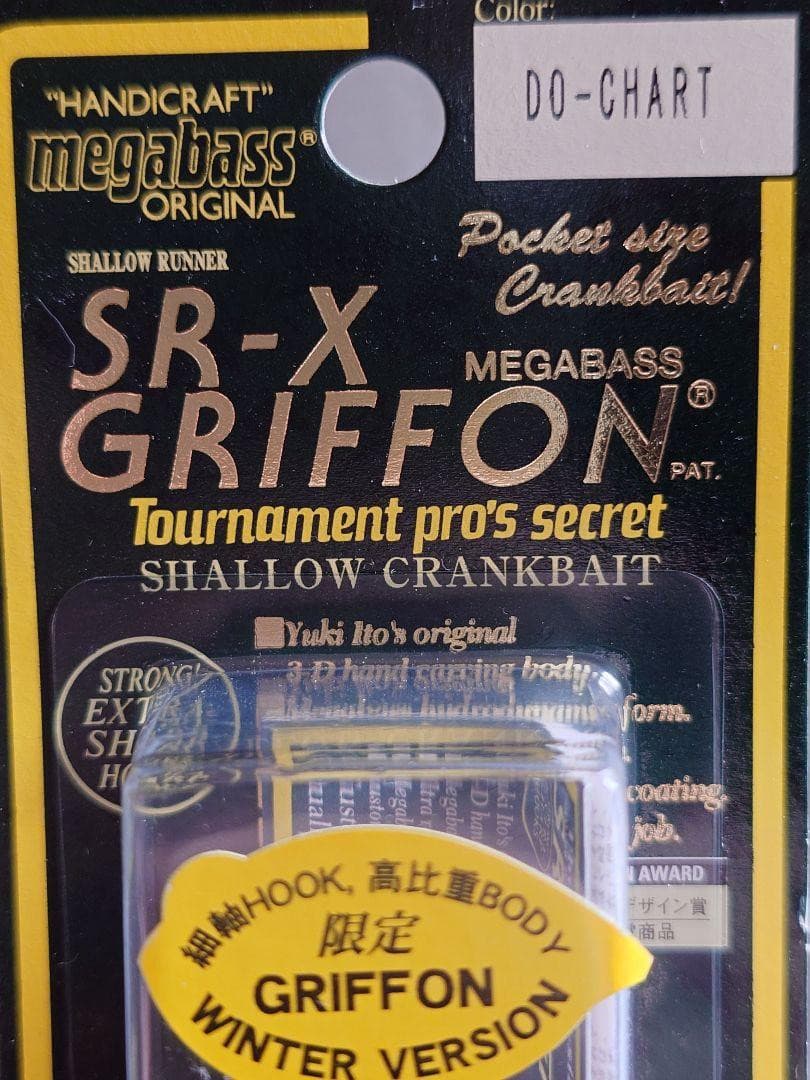 Color:
DO-CHART
"HANDICRAFT"
megabass®
ORIGINAL
Pocket size
Crankbait!
SHALLOW RUNNER
SR-X
MEGABASS
GRIFFON®
PAT.
Tournament pro's secret
SHALLOW CRANKBAIT
Yuki Ito's original
3-D hand carving body.
form.
coating.
job.
STRONG!
AWARD
デザイン賞
商品
細軸HOOK, 高比重BODY
限定
GRIFFON
WINTER VERSION